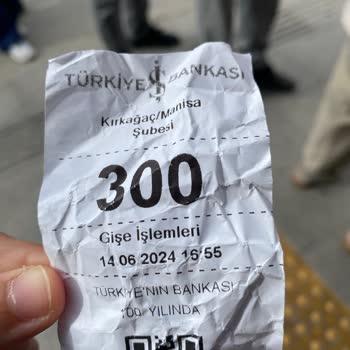 TÜRKİYE İŞ BANKASI
Kırkağaç/Manisa
Şubesi
300
Gişe İşlemleri
14 06 2024 16:55
TÜRKİYE'NİN BANKASI
100. YILINDA